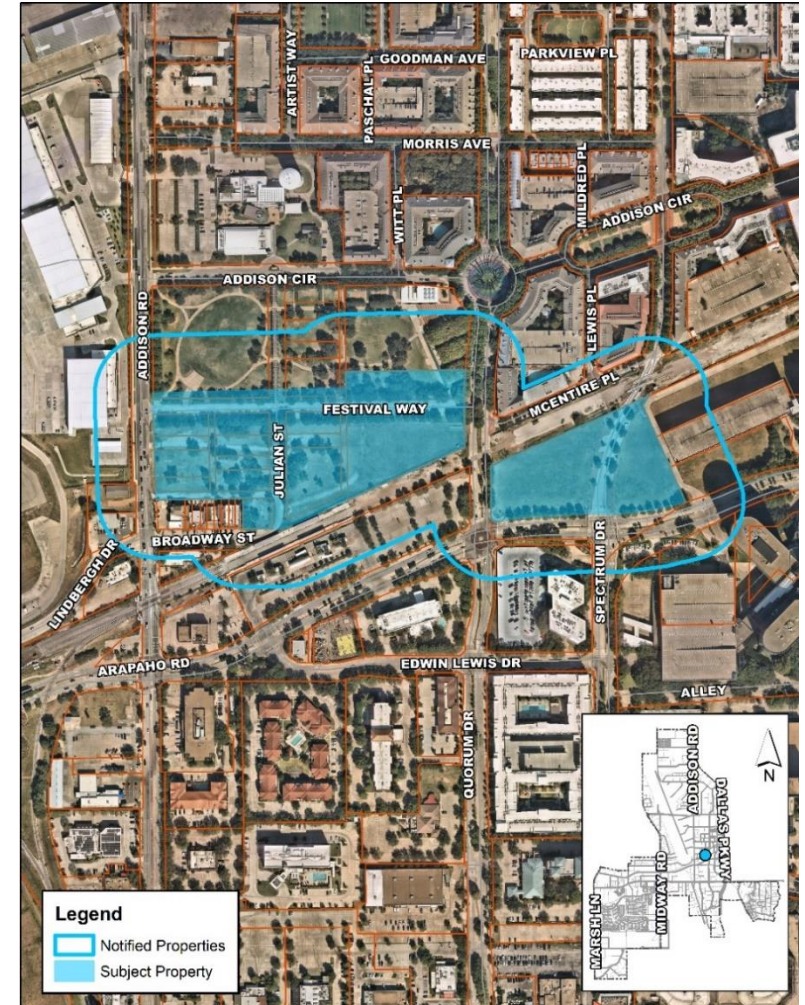 GOODMAN AVE
PARKVIEW PL
ARTIST WAY
PASCHAL PL
MORRIS AVE
WITT PL
MILDRED PL
ADDISON CIR
ADDISON CIR
ADDISON RD
LEWIS PL
MCENTIRE PL
FESTIVAL WAY
JULIAN ST
BROADWAY ST
LINDBERGH DR
SPECTRUM DR
ARAPAHO RD
EDWIN LEWIS DR
ALLEY
QUORUM DR
Legend
Notified Properties
Subject Property
ADDISON RD
DALLAS PKWY
N
MIDWAY RD
MARSH LN